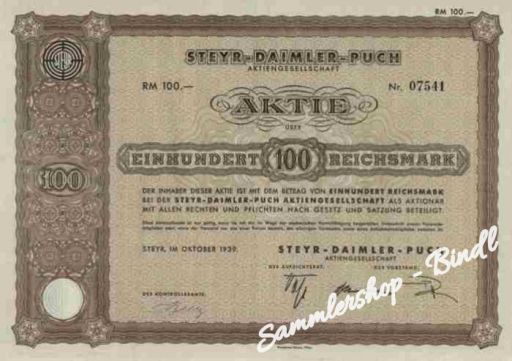 RM 100.—
STEYR-DAIMLER-PUCH
AKTIENGESELLSCHAFT
RM 100.— Nr. 07541
AKTIE
ÜBER
EINHUNDERT 100 REICHSMARK
100
DER INHABER DIESER AKTIE IST MIT DEM BETRAG VON EINHUNDERT REICHSMARK
BEI DER STEYR-DAIMLER-PUCH AKTIENGESELLSCHAFT ALS AKTIONÄR
MIT ALLEN RECHTEN UND PFLICHTEN NACH GESETZ UND SATZUNG BETEILIGT.
STEYR, IM OKTOBER 1939. STEYR-DAIMLER-PUCH
AKTIENGESELLSCHAFT
DER AUFSICHTSRAT. DER VORSTAND.
DER KONTROLLBEAMTE.
Sammlershop - Bindl